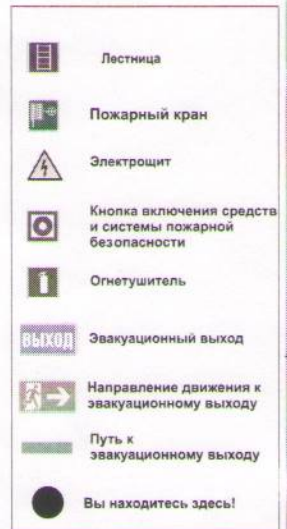 Лестница
Пожарный кран
Электрощит
Кнопка включения средств
и системы пожарной
безопасности
Огнетушитель
ВЫХОД Эвакуационный выход
Направление движения к
эвакуационному выходу
Путь к
эвакуационному выходу
Вы находитесь здесь!